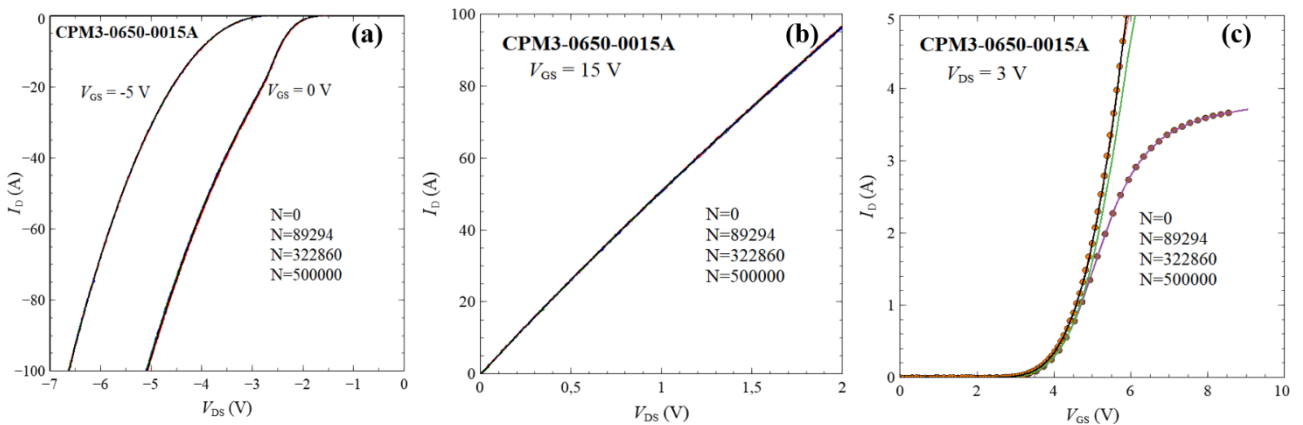 (a)
CPM3-0650-0015A
V_GS = -5 V
V_GS = 0 V
N=0
N=89294
N=322860
N=500000
I_D (A)
0
−20
−40
−60
−80
−100
−7 −6 −5 −4 −3 −2 −1 0
V_DS (V)
(b)
CPM3-0650-0015A
V_GS = 15 V
N=0
N=89294
N=322860
N=500000
I_D (A)
100
80
60
40
20
0
0 0,5 1 1,5 2
V_DS (V)
(c)
CPM3-0650-0015A
V_DS = 3 V
N=0
N=89294
N=322860
N=500000
I_D (A)
5
4
3
2
1
0
0 2 4 6 8 10
V_GS (V)